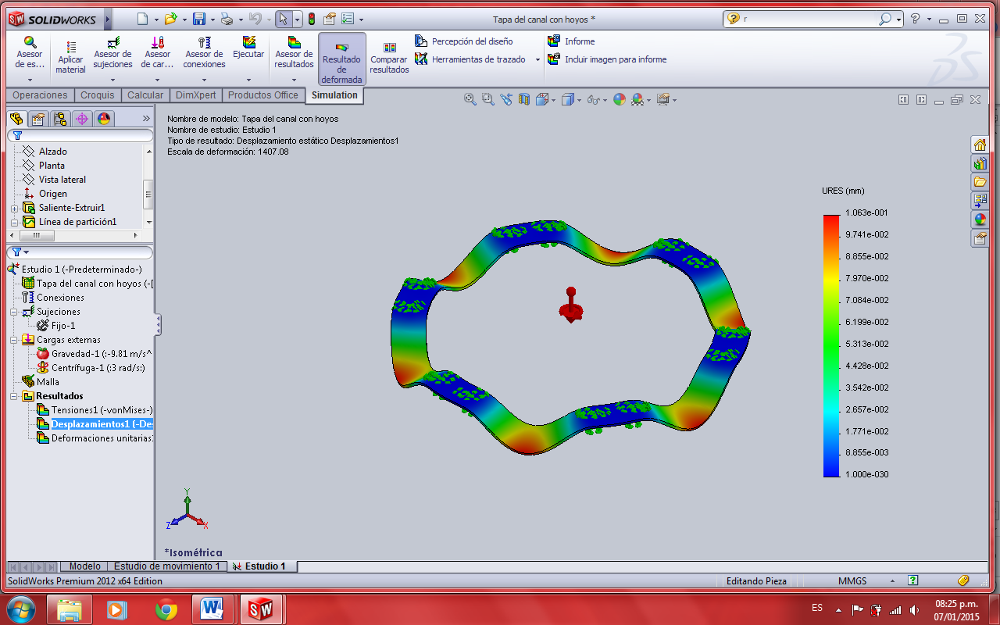 SOLIDWORKS
Tapa del canal con hoyos *
r
Asesor de es...
Aplicar material
Asesor de sujeciones
Asesor de car...
Asesor de conexiones
Ejecutar
Asesor de resultados
Resultado de deformada
Comparar resultados
Percepción del diseño
Herramientas de trazado
Informe
Incluir imagen para informe
Operaciones
Croquis
Calcular
DimXpert
Productos Office
Simulation
Alzado
Planta
Vista lateral
Origen
Saliente-Extruir1
Línea de partición1
Estudio 1 (-Predeterminado-)
Tapa del canal con hoyos (-[
Conexiones
Sujeciones
Fijo-1
Cargas externas
Gravedad-1 (:-9.81 m/s^
Centrífuga-1 (:3 rad/s:)
Malla
Resultados
Tensiones1 (-vonMises-)
Desplazamientos1 (-De
Deformaciones unitarias
Nombre de modelo: Tapa del canal con hoyos
Nombre de estudio: Estudio 1
Tipo de resultado: Desplazamiento estático Desplazamientos1
Escala de deformación: 1407.08
URES (mm)
1.063e-001
9.741e-002
8.855e-002
7.970e-002
7.084e-002
6.199e-002
5.313e-002
4.428e-002
3.542e-002
2.657e-002
1.771e-002
8.855e-003
1.000e-030
Y
Z
X
*Isométrica
Modelo
Estudio de movimiento 1
Estudio 1
SolidWorks Premium 2012 x64 Edition
Editando Pieza
MMGS
ES
08:25 p.m.
07/01/2015